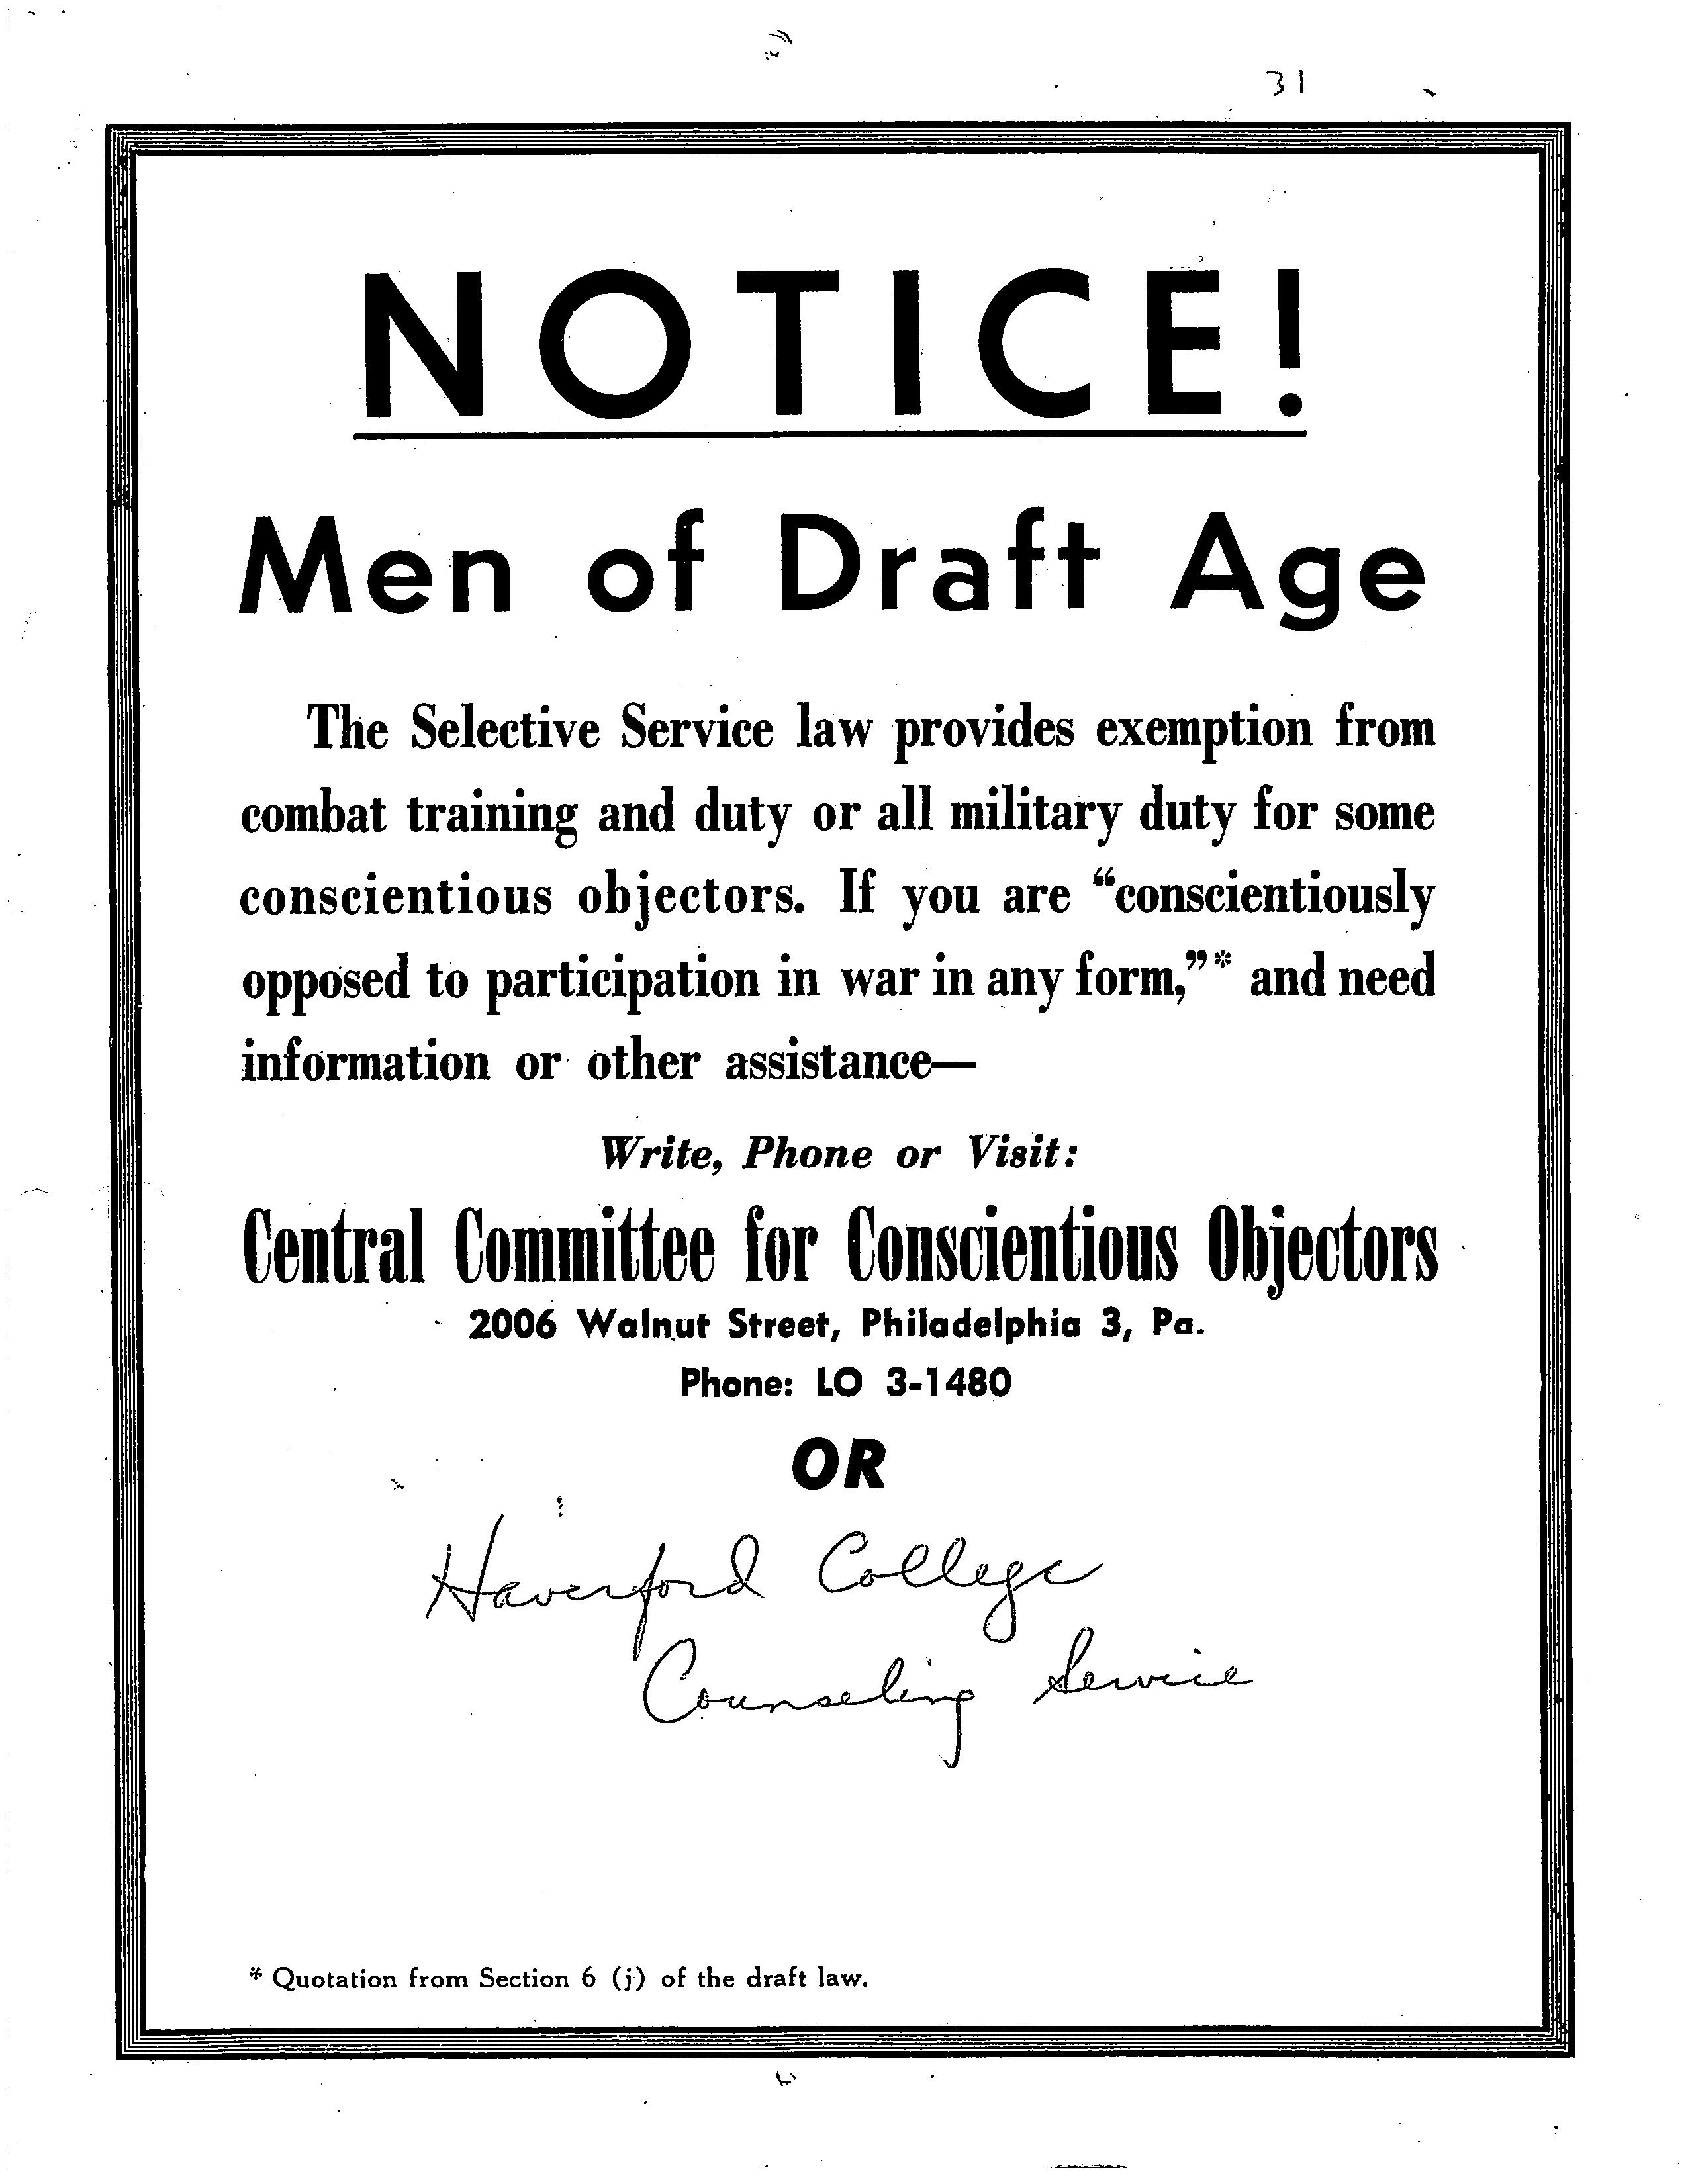 31
NOTICE!
Men of Draft Age
The Selective Service law provides exemption from
combat training and duty or all military duty for some
conscientious objectors. If you are “conscientiously
opposed to participation in war in any form,”* and need
information or other assistance—
Write, Phone or Visit:
Central Committee for Conscientious Objectors
2006 Walnut Street, Philadelphia 3, Pa.
Phone: LO 3-1480
OR
Haverford College
Counseling Service
* Quotation from Section 6 (j) of the draft law.